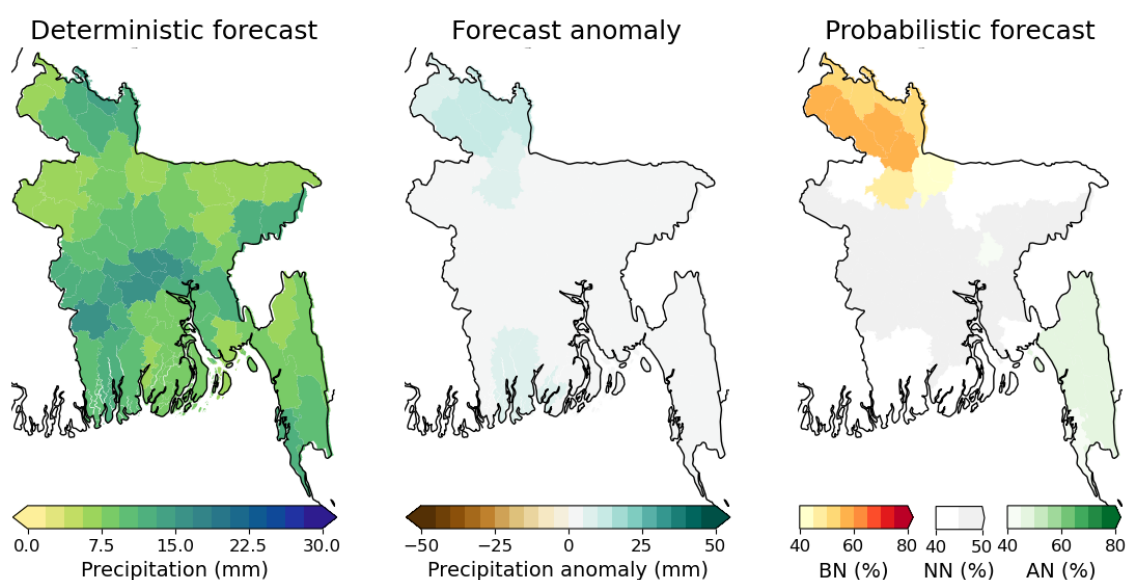 Deterministic forecast
Forecast anomaly
Probabilistic forecast
0.0 7.5 15.0 22.5 30.0
Precipitation (mm)
−50 −25 0 25 50
Precipitation anomaly (mm)
40 60 80
BN (%)
40 50
NN (%)
40 60 80
AN (%)